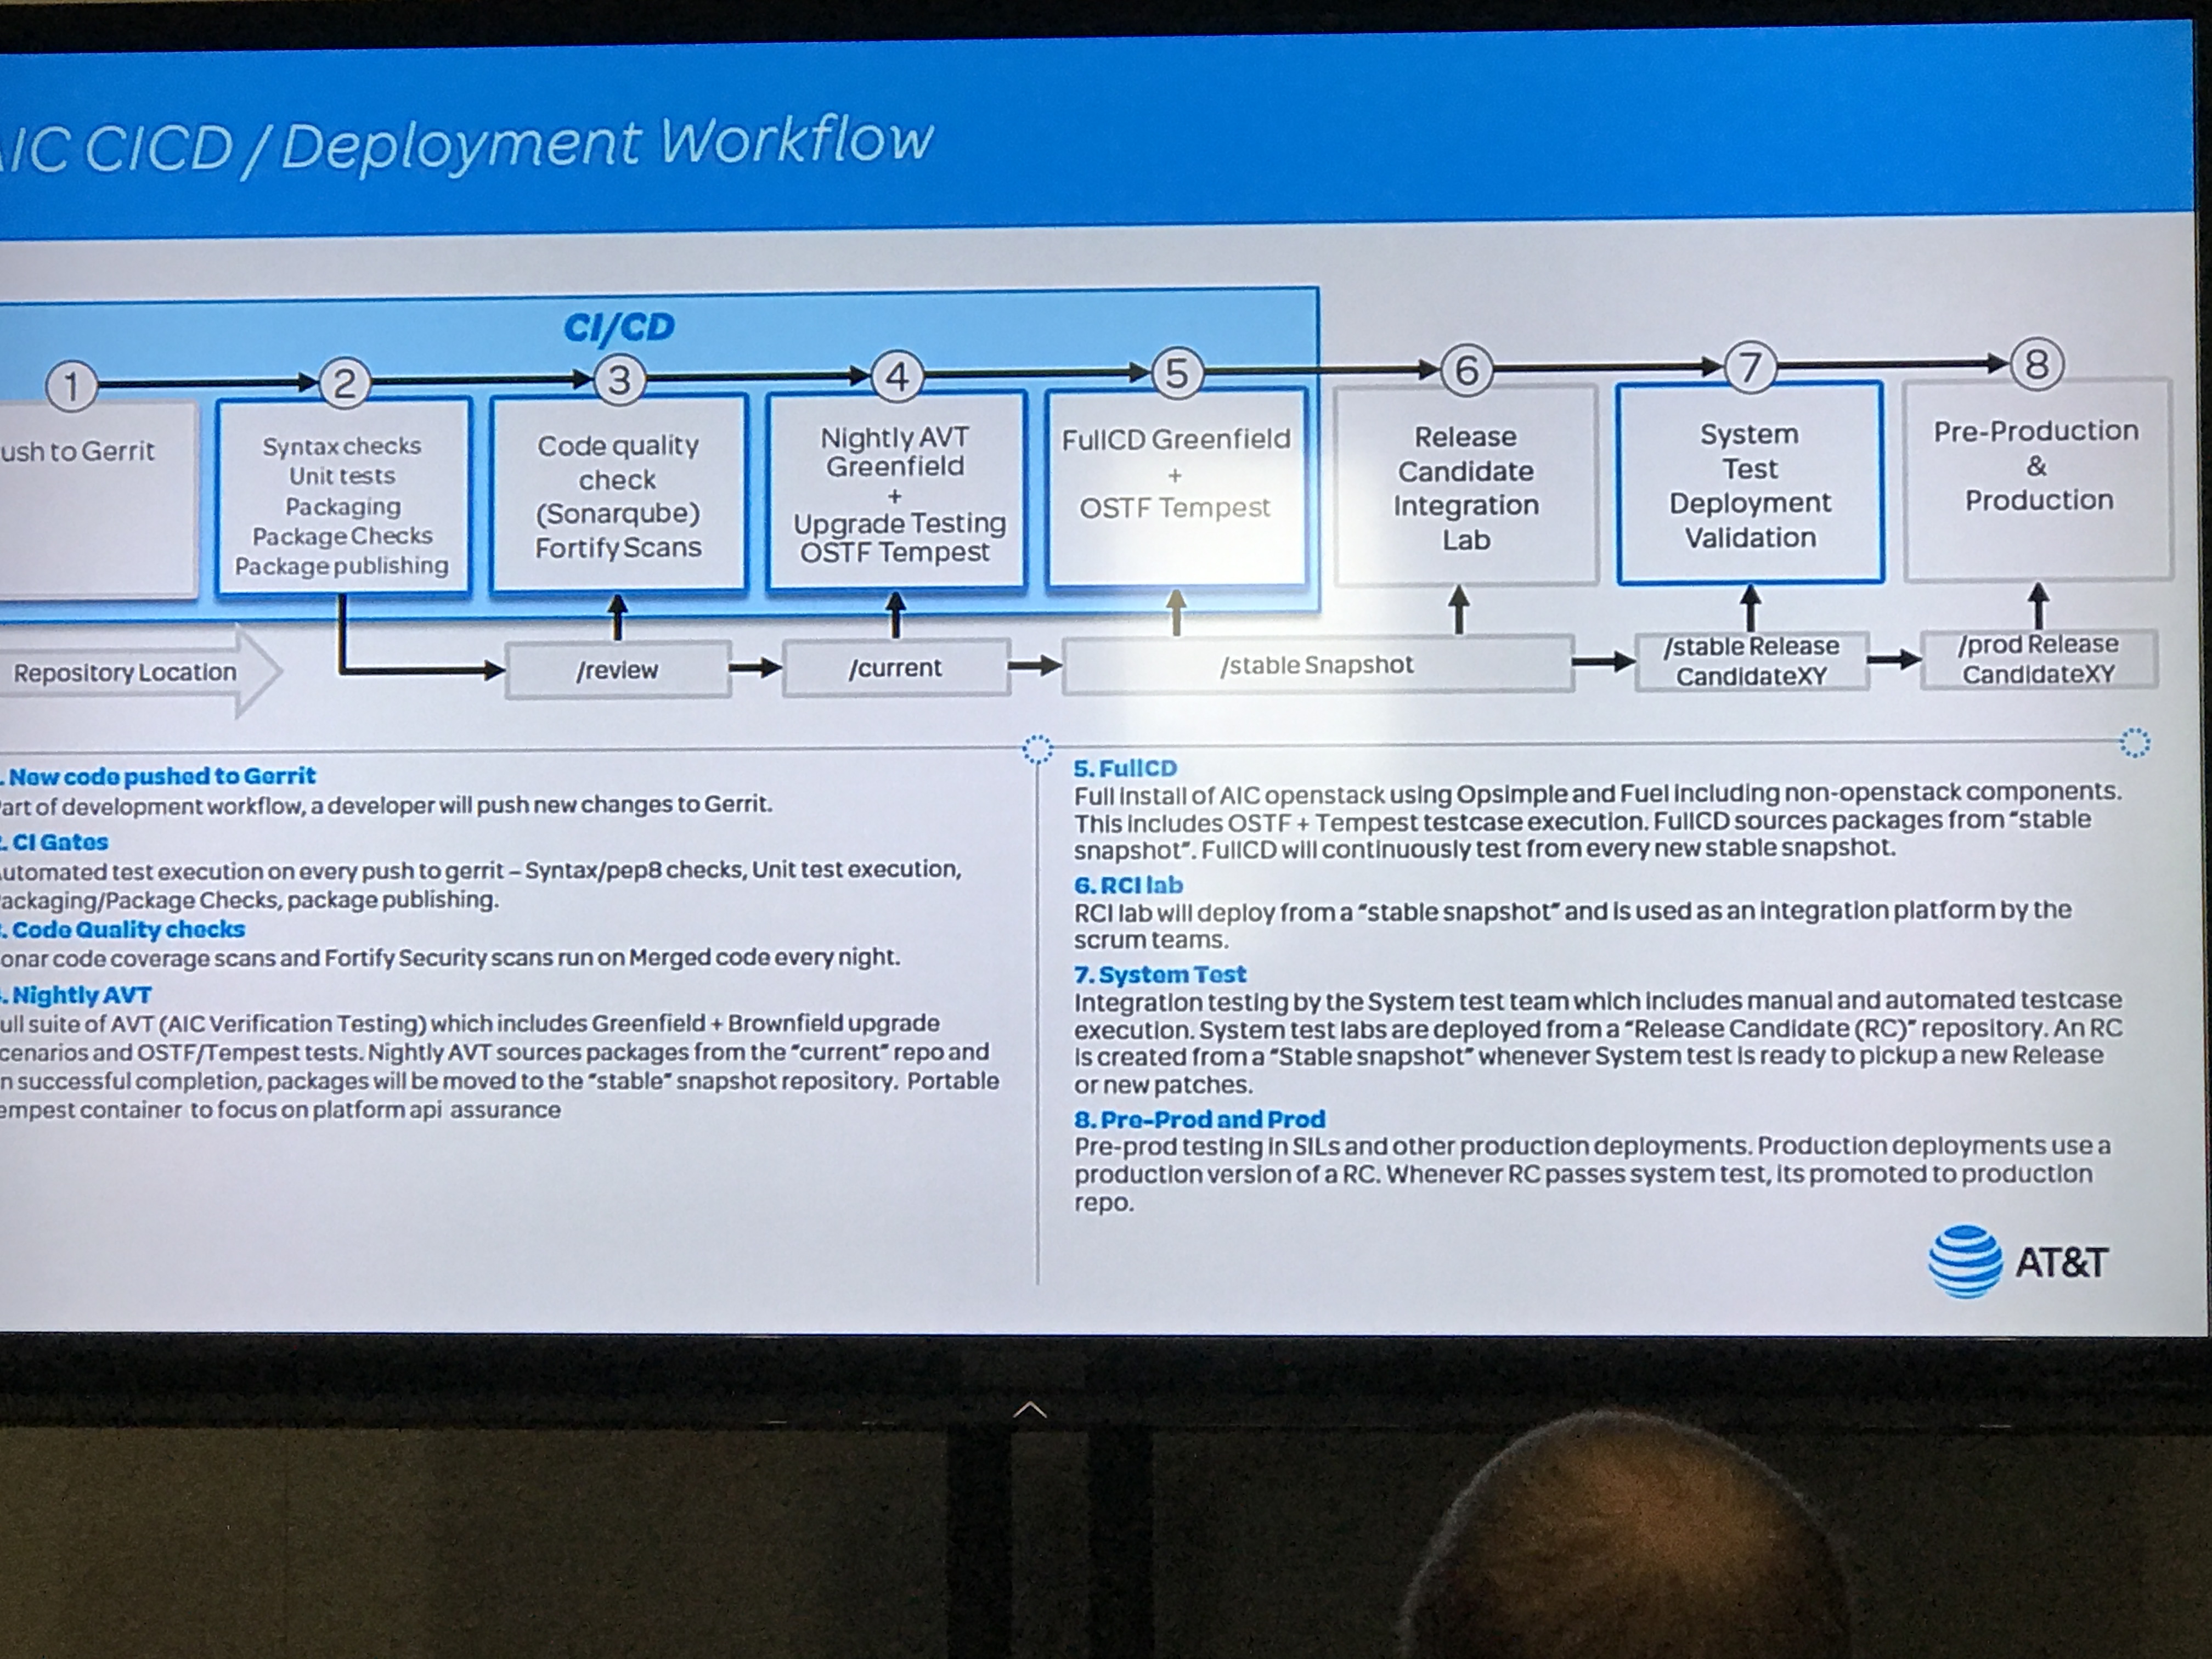 AIC CICD / Deployment Workflow
CI/CD
1
2
3
4
5
6
7
8
ush to Gerrit
Syntax checks
Unit tests
Packaging
Package Checks
Package publishing
Code quality
check
(Sonarqube)
Fortify Scans
Nightly AVT
Greenfield
+
Upgrade Testing
OSTF Tempest
FullCD Greenfield
+
OSTF Tempest
Release
Candidate
Integration
Lab
System
Test
Deployment
Validation
Pre-Production
&
Production
Repository Location
/review
/current
/stable Snapshot
/stable Release
CandidateXY
/prod Release
CandidateXY
. New code pushed to Gerrit
art of development workflow, a developer will push new changes to Gerrit.
. CI Gates
utomated test execution on every push to gerrit – Syntax/pep8 checks, Unit test execution,
ackaging/Package Checks, package publishing.
. Code Quality checks
onar code coverage scans and Fortify Security scans run on Merged code every night.
. Nightly AVT
ull suite of AVT (AIC Verification Testing) which includes Greenfield + Brownfield upgrade
cenarios and OSTF/Tempest tests. Nightly AVT sources packages from the "current" repo and
n successful completion, packages will be moved to the "stable" snapshot repository. Portable
empest container to focus on platform api assurance
5. FullCD
Full install of AIC openstack using Opsimple and Fuel including non-openstack components.
This includes OSTF + Tempest testcase execution. FullCD sources packages from "stable
snapshot". FullCD will continuously test from every new stable snapshot.
6. RCI lab
RCI lab will deploy from a "stable snapshot" and is used as an integration platform by the
scrum teams.
7. System Test
Integration testing by the System test team which includes manual and automated testcase
execution. System test labs are deployed from a "Release Candidate (RC)" repository. An RC
is created from a "Stable snapshot" whenever System test is ready to pickup a new Release
or new patches.
8. Pre-Prod and Prod
Pre-prod testing in SILs and other production deployments. Production deployments use a
production version of a RC. Whenever RC passes system test, its promoted to production
repo.
AT&T